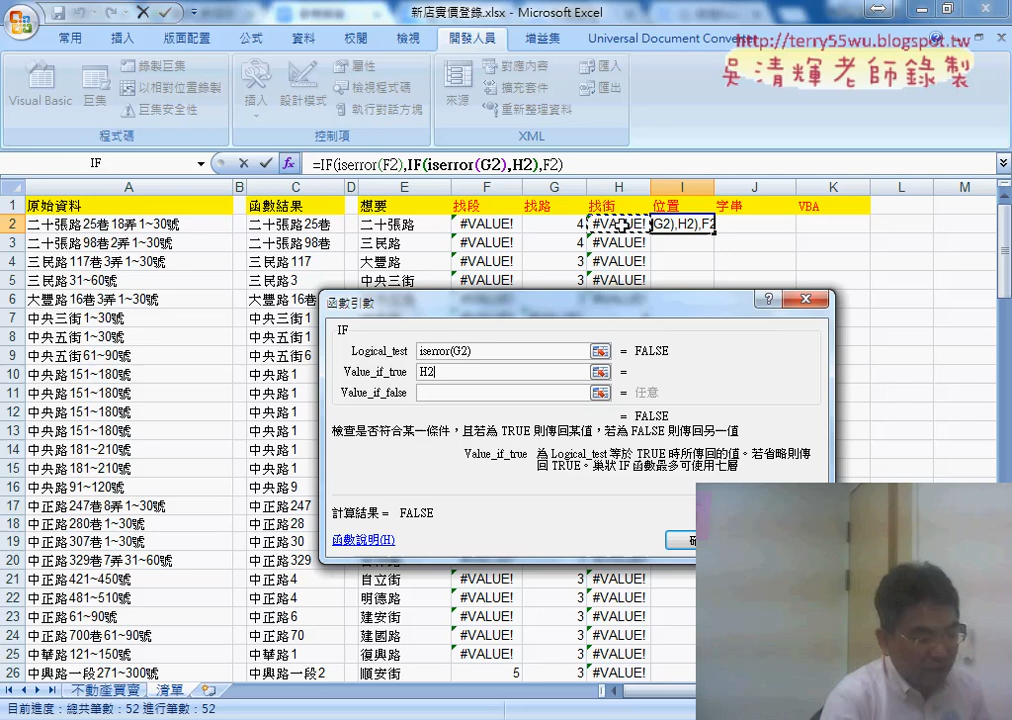 新店實價登錄.xlsx - Microsoft Excel
常用 插入 版面配置 公式 資料 校閱 檢視 開發人員 增益集 Universal Document Conve
http://terry55wu.blogspot.tw
吳清輝老師錄製
Visual Basic 巨集 錄製巨集 以相對位置錄製 巨集安全性 插入 設計模式 屬性 檢視程式碼 執行對話方塊 來源 對應內容 擴充套件 重新整理資料 匯入 匯出
程式碼 控制項 XML
IF =IF(iserror(F2),IF(iserror(G2),H2),F2)
A B C D E F G H I J K L M
1 原始資料 函數結果 想要 找段 找路 找街 位置 字串 VBA
2 二十張路25巷18弄1~30號 二十張路25巷 二十張路 #VALUE! 4 #VALUE! G2),H2),F2
3 二十張路98巷2弄1~30號 二十張路98巷 三民路 #VALUE! 4 #VALUE!
4 三民路117巷3弄1~30號 三民路117 大豐路 #VALUE! 3 #VALUE!
5 三民路31~60號 三民路3 中央三街 #VALUE! 3 #VALUE!
6 大豐路16巷3弄1~30號 大豐路16巷
7 中央三街1~30號 中央三街1
8 中央五街1~30號 中央五街1
9 中央五街61~90號 中央五街6
10 中央路151~180號 中央路1
11 中央路151~180號 中央路1
12 中央路151~180號 中央路1
13 中央路151~180號 中央路1
14 中央路181~210號 中央路1
15 中央路181~210號 中央路1
16 中央路91~120號 中央路9
17 中正路247巷8弄1~30號 中正路247
18 中正路280巷1~30號 中正路28
19 中正路307巷1~30號 中正路30
20 中正路329巷7弄31~60號 中正路329
21 中正路421~450號 中正路4 自立街 #VALUE! 3 #VALUE!
22 中正路481~510號 中正路4 明德路 #VALUE! 3 #VALUE!
23 中正路61~90號 中正路6 建安街 #VALUE! 3 #VALUE!
24 中正路700巷61~90號 中正路70 建國路 #VALUE! 3 #VALUE!
25 中華路121~150號 中華路1 復興路 #VALUE! 3 #VALUE!
26 中興路一段271~300號 中興路一段2 順安街 5 3 #VALUE!
函數引數
IF
Logical_test iserror(G2) = FALSE
Value_if_true H2 =
Value_if_false = 任意
= FALSE
檢查是否符合某一條件，且若為 TRUE 則傳回某值，若為 FALSE 則傳回另一值
Value_if_true 為 Logical_test 等於 TRUE 時所傳回的值。若省略則傳
回 TRUE。巢狀 IF 函數最多可使用七層
計算結果 = FALSE
函數說明(H)
不動產買賣 清單
目前進度：總共筆數：52 進行筆數：52